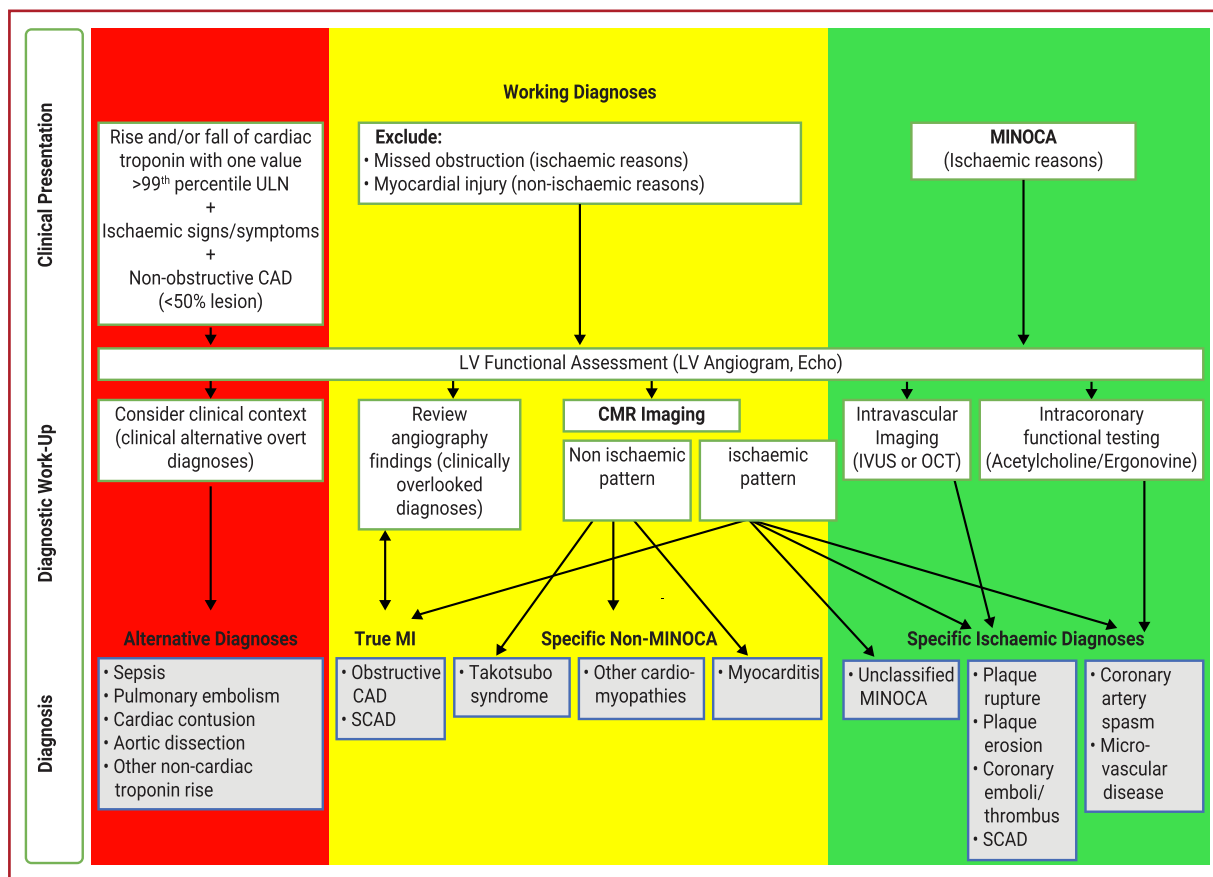 Clinical Presentation
Working Diagnoses
Rise and/or fall of cardiac
troponin with one value
>99th percentile ULN
+
Ischaemic signs/symptoms
+
Non-obstructive CAD
(<50% lesion)
Exclude:
• Missed obstruction (ischaemic reasons)
• Myocardial injury (non-ischaemic reasons)
MINOCA
(Ischaemic reasons)
LV Functional Assessment (LV Angiogram, Echo)
Diagnostic Work-Up
Consider clinical context
(clinical alternative overt
diagnoses)
Review
angiography
findings (clinically
overlooked
diagnoses)
CMR Imaging
Non ischaemic
pattern
ischaemic
pattern
Intravascular
Imaging
(IVUS or OCT)
Intracoronary
functional testing
(Acetylcholine/Ergonovine)
Diagnosis
Alternative Diagnoses
• Sepsis
• Pulmonary embolism
• Cardiac contusion
• Aortic dissection
• Other non-cardiac
troponin rise
True MI
• Obstructive
CAD
• SCAD
Specific Non-MINOCA
• Takotsubo
syndrome
• Other cardio-
myopathies
• Myocarditis
Specific Ischaemic Diagnoses
• Unclassified
MINOCA
• Plaque
rupture
• Plaque
erosion
• Coronary
emboli/
thrombus
• SCAD
• Coronary
artery
spasm
• Micro-
vascular
disease